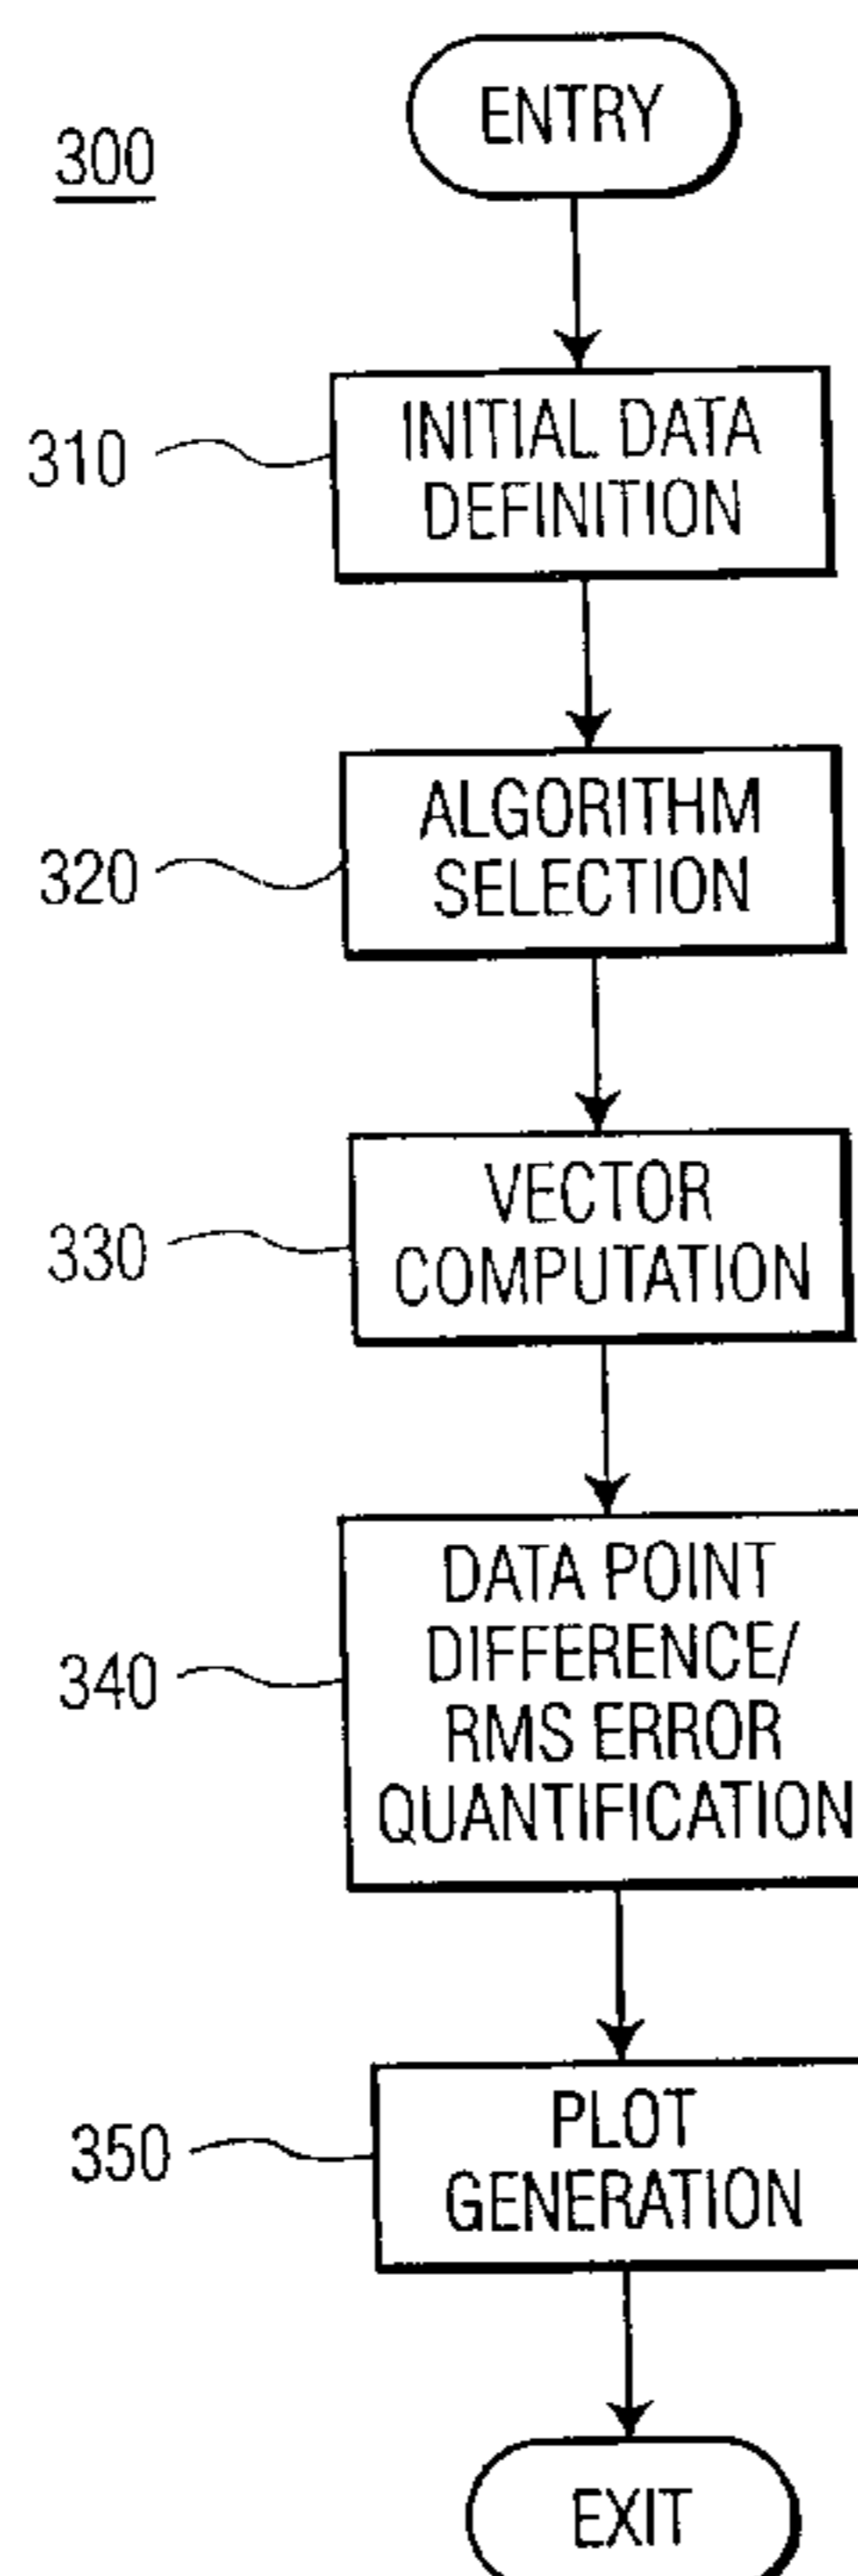 300
ENTRY
310
INITIAL DATA
DEFINITION
320
ALGORITHM
SELECTION
330
VECTOR
COMPUTATION
340
DATA POINT
DIFFERENCE/
RMS ERROR
QUANTIFICATION
350
PLOT
GENERATION
EXIT